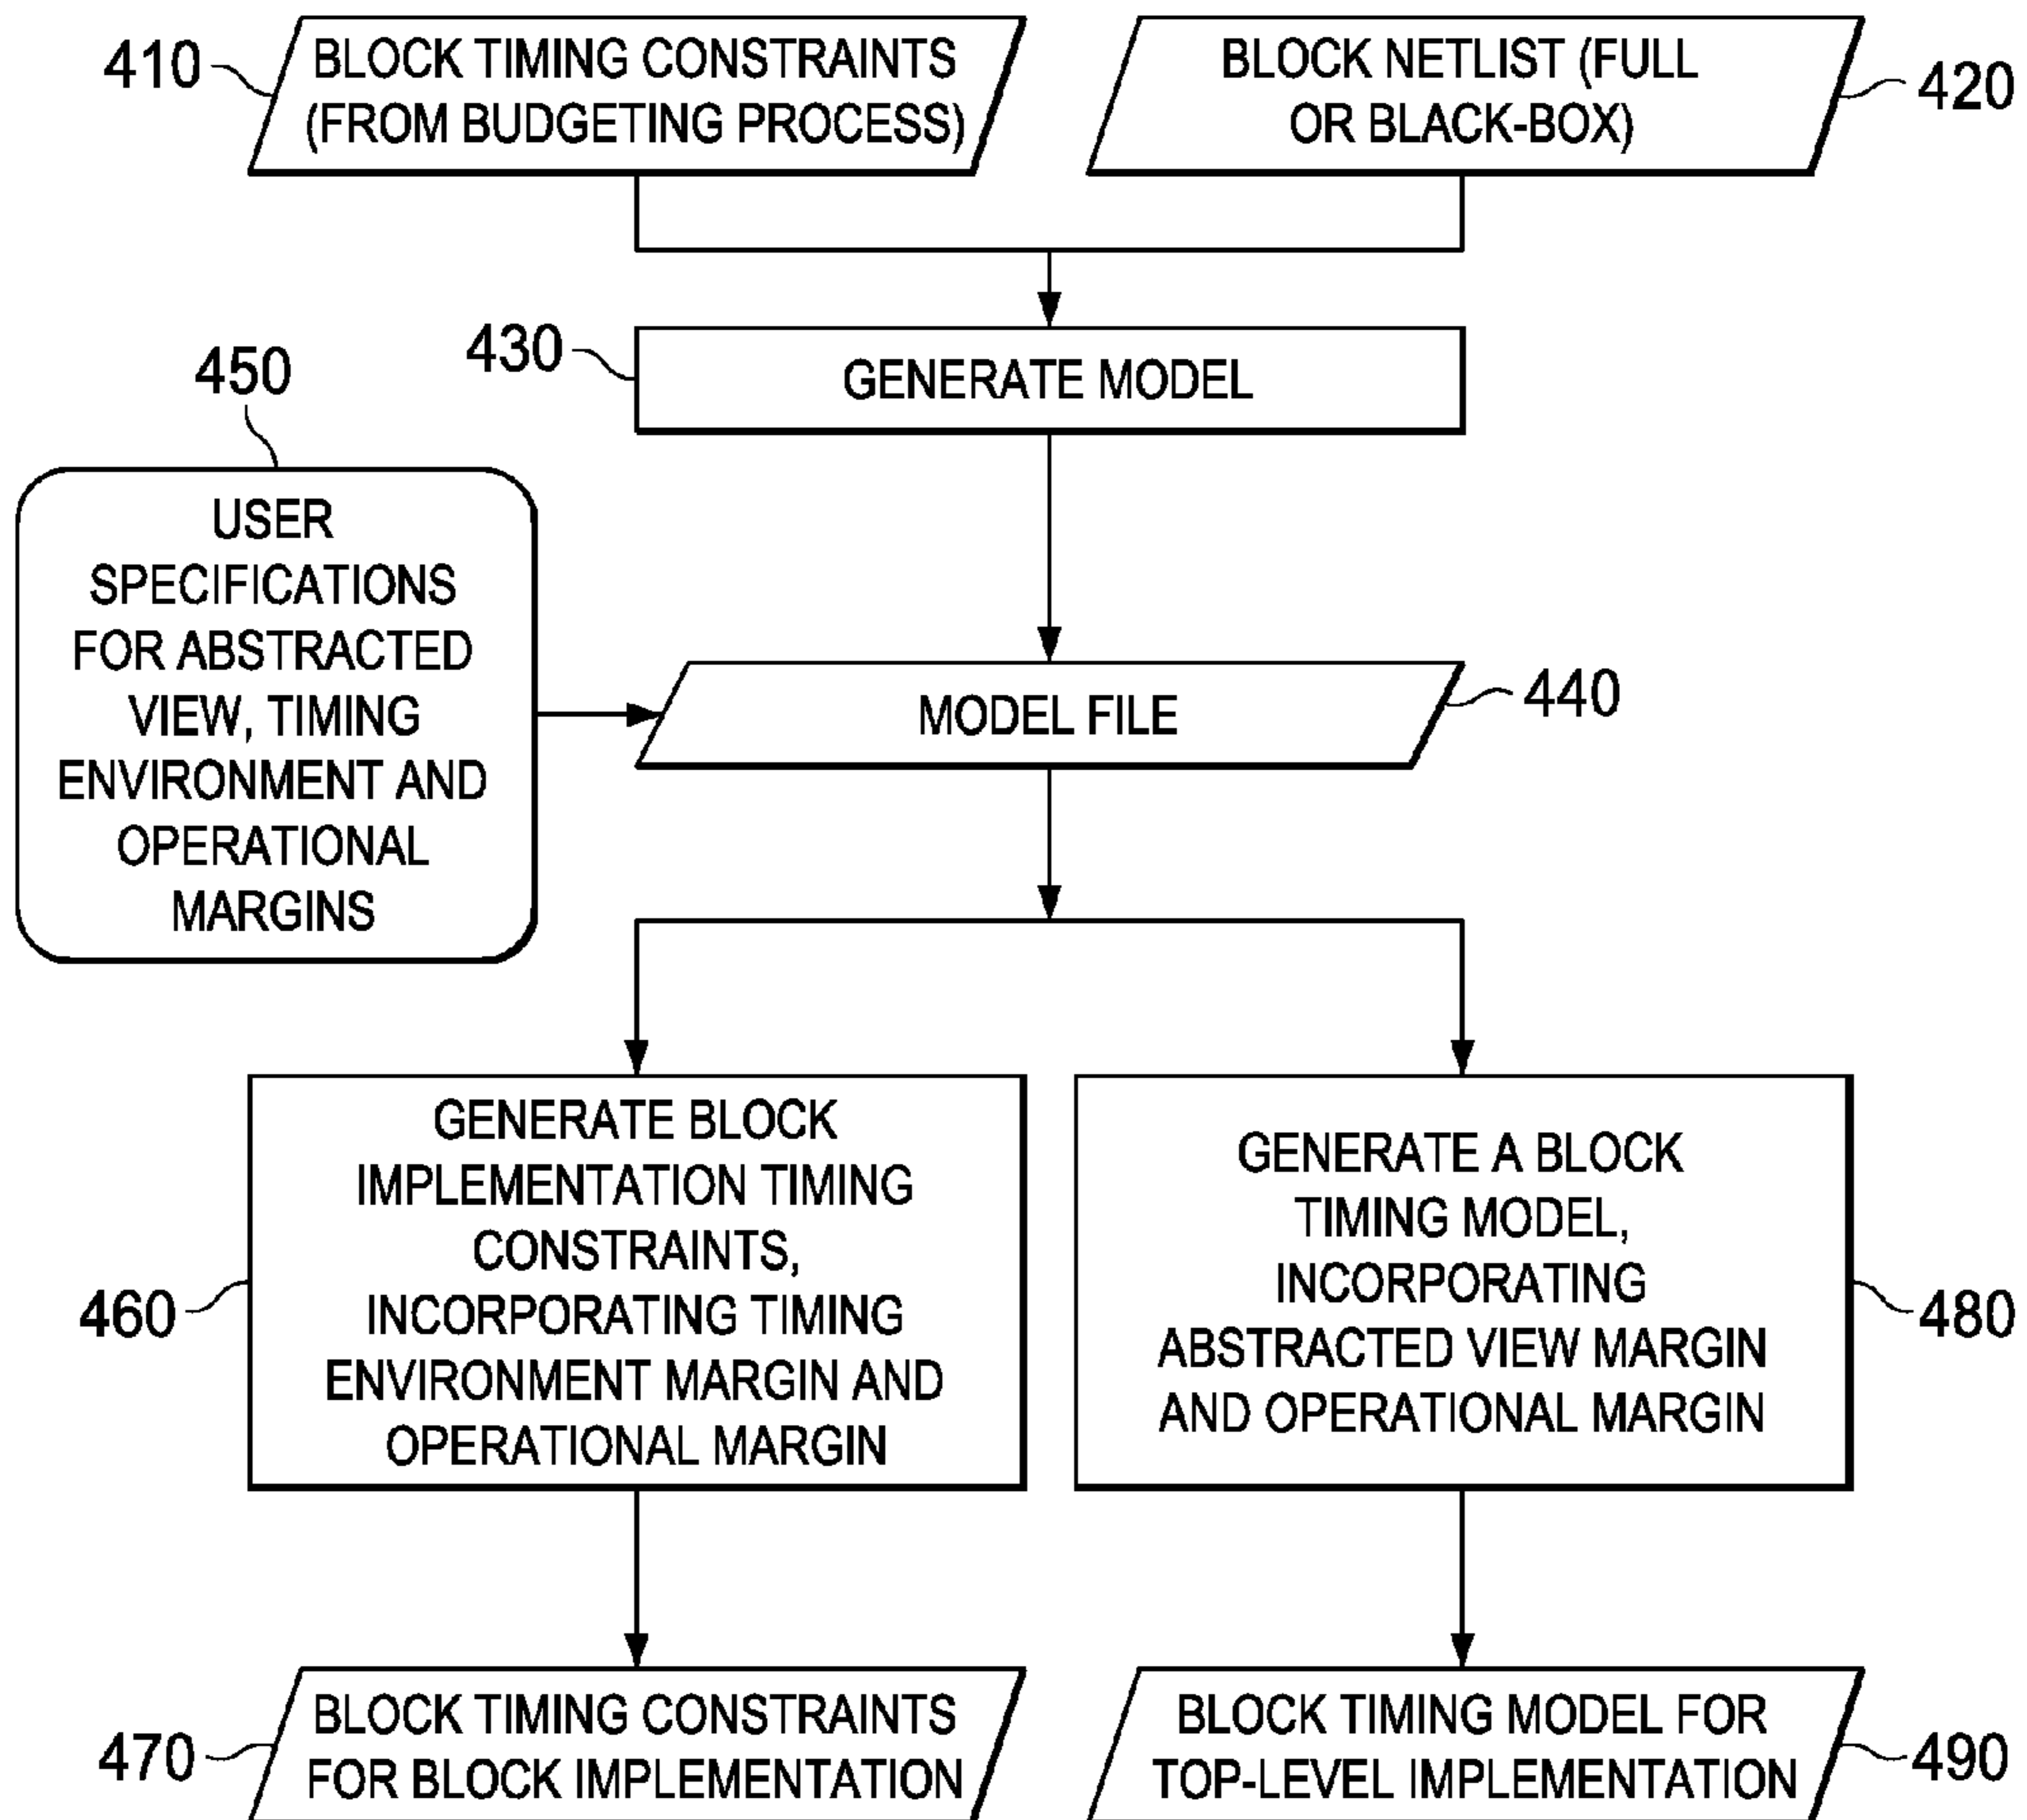 410
BLOCK TIMING CONSTRAINTS
(FROM BUDGETING PROCESS)
BLOCK NETLIST (FULL
OR BLACK-BOX)
420
430
GENERATE MODEL
450
USER
SPECIFICATIONS
FOR ABSTRACTED
VIEW, TIMING
ENVIRONMENT AND
OPERATIONAL
MARGINS
MODEL FILE
440
GENERATE BLOCK
IMPLEMENTATION TIMING
CONSTRAINTS,
INCORPORATING TIMING
ENVIRONMENT MARGIN AND
OPERATIONAL MARGIN
460
GENERATE A BLOCK
TIMING MODEL,
INCORPORATING
ABSTRACTED VIEW MARGIN
AND OPERATIONAL MARGIN
480
470
BLOCK TIMING CONSTRAINTS
FOR BLOCK IMPLEMENTATION
BLOCK TIMING MODEL FOR
TOP-LEVEL IMPLEMENTATION
490